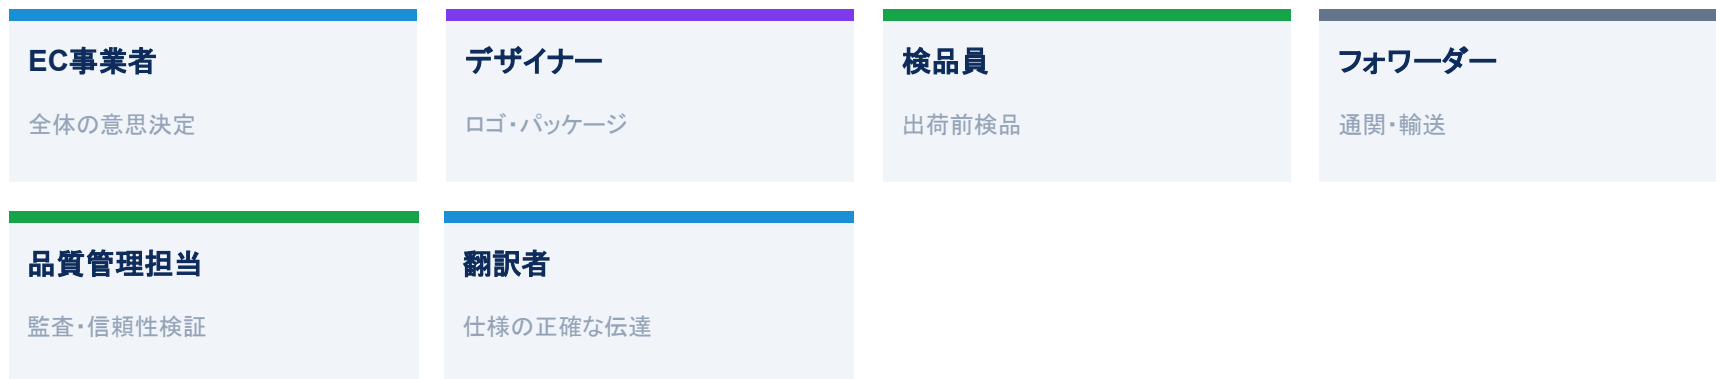 EC事業者
全体の意思決定
デザイナー
ロゴ・パッケージ
検品員
出荷前検品
フォワーダー
通関・輸送
品質管理担当
監査・信頼性検証
翻訳者
仕様の正確な伝達